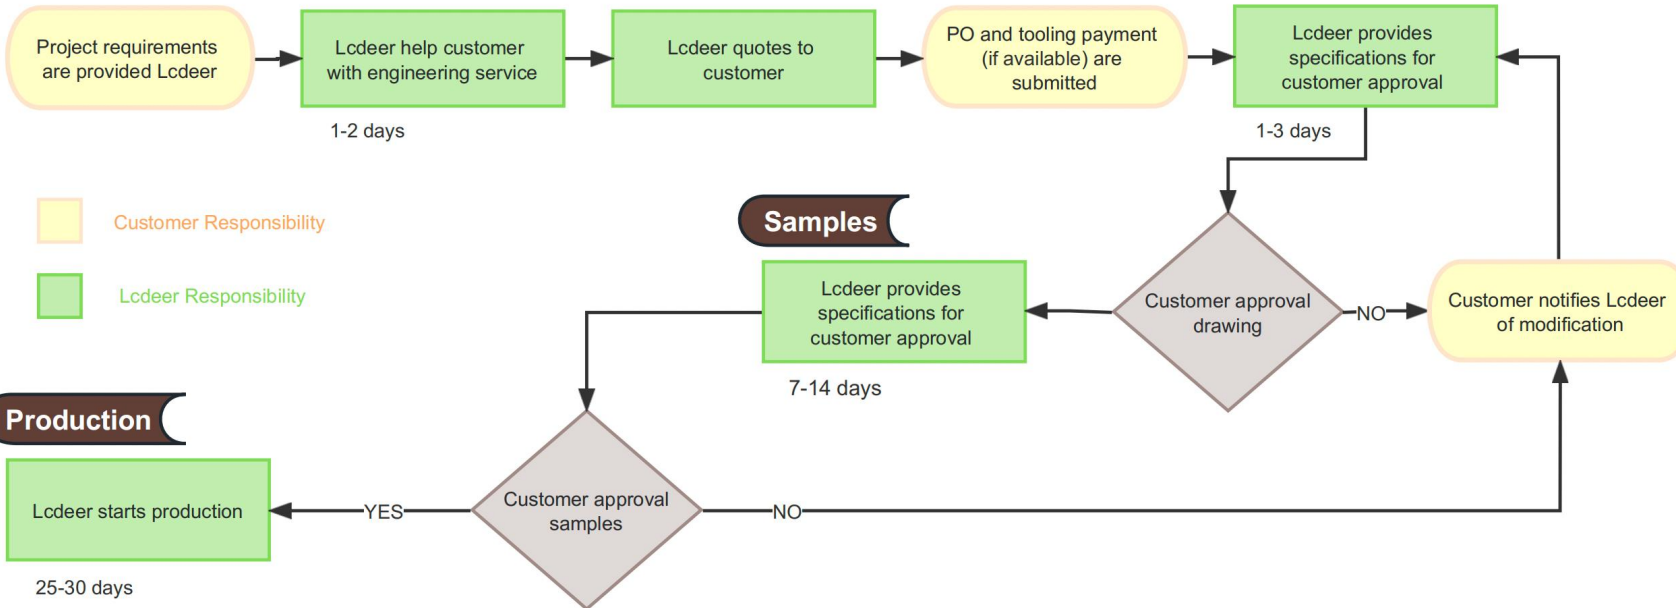 Project requirements
are provided Lcdeer
Lcdeer help customer
with engineering service
Lcdeer quotes to
customer
PO and tooling payment
(if available) are
submitted
Lcdeer provides
specifications for
customer approval
1-2 days
1-3 days
Customer Responsibility
Lcdeer Responsibility
Samples
Lcdeer provides
specifications for
customer approval
7-14 days
Customer approval
drawing
NO
Customer notifies Lcdeer
of modification
Production
Lcdeer starts production
25-30 days
YES
Customer approval
samples
NO